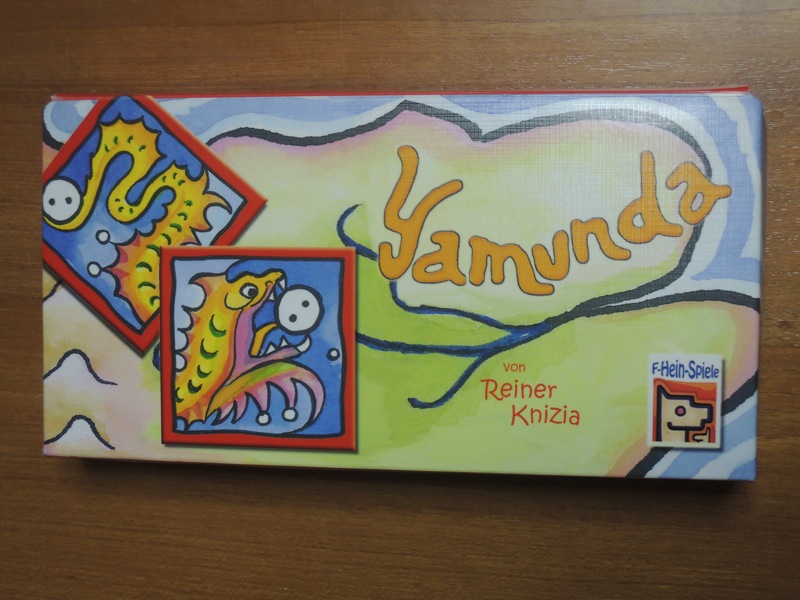 Yamunda
von
Reiner
Knizia
F-Hein-Spiele